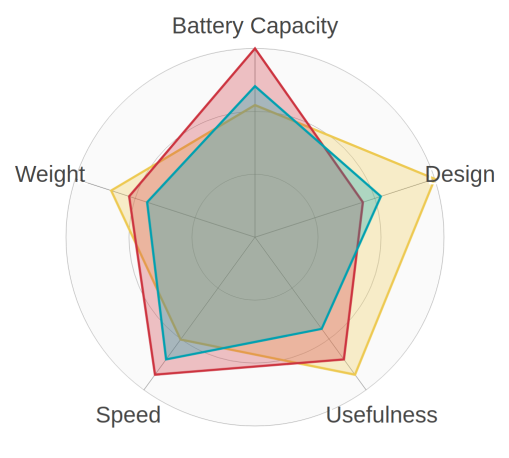 Battery Capacity
Weight
Design
Speed
Usefulness